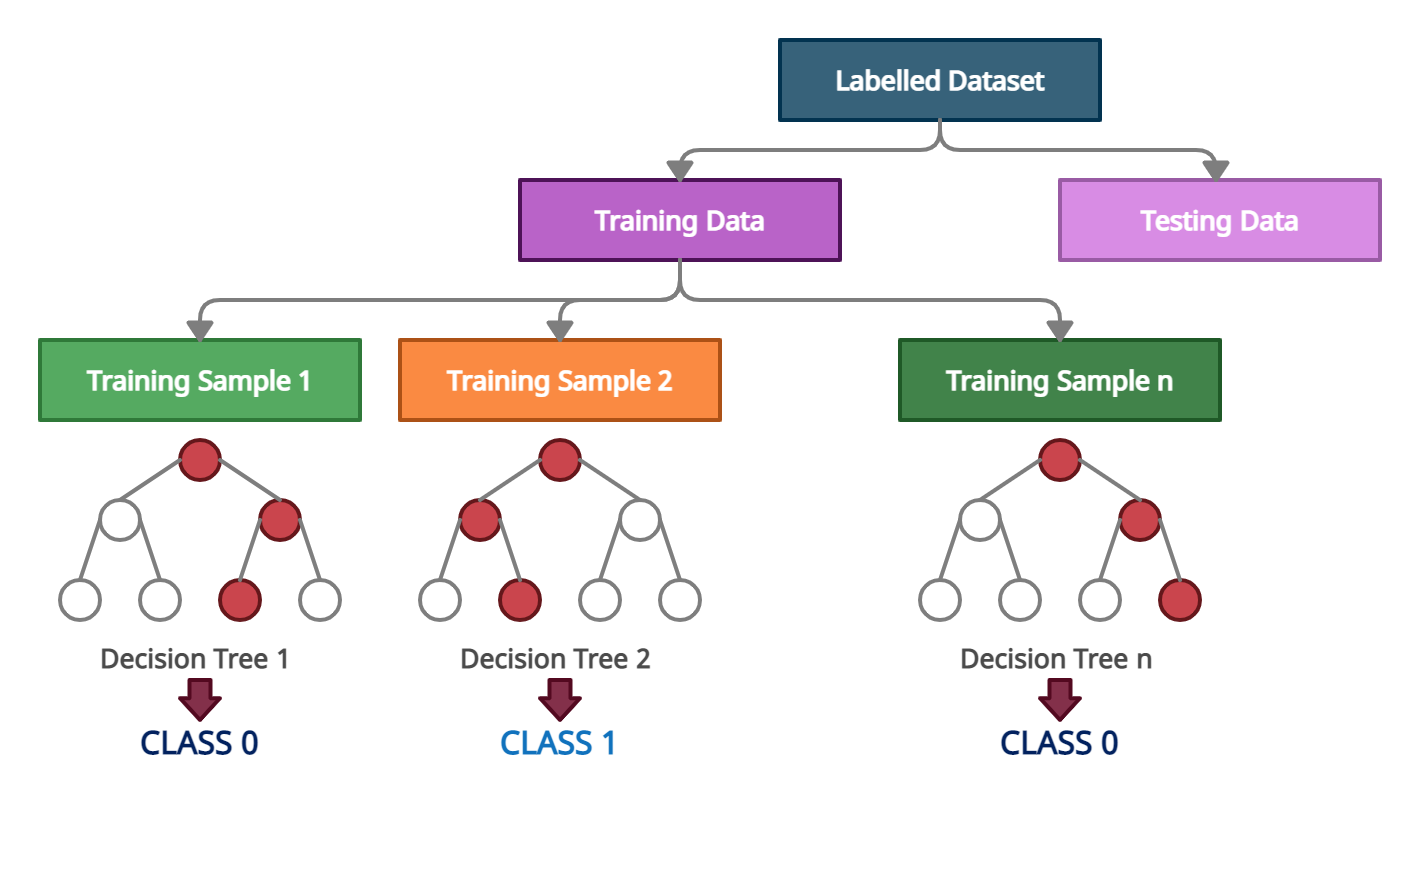 Labelled Dataset
Training Data
Testing Data
Training Sample 1
Training Sample 2
Training Sample n
Decision Tree 1
Decision Tree 2
Decision Tree n
CLASS 0
CLASS 1
CLASS 0